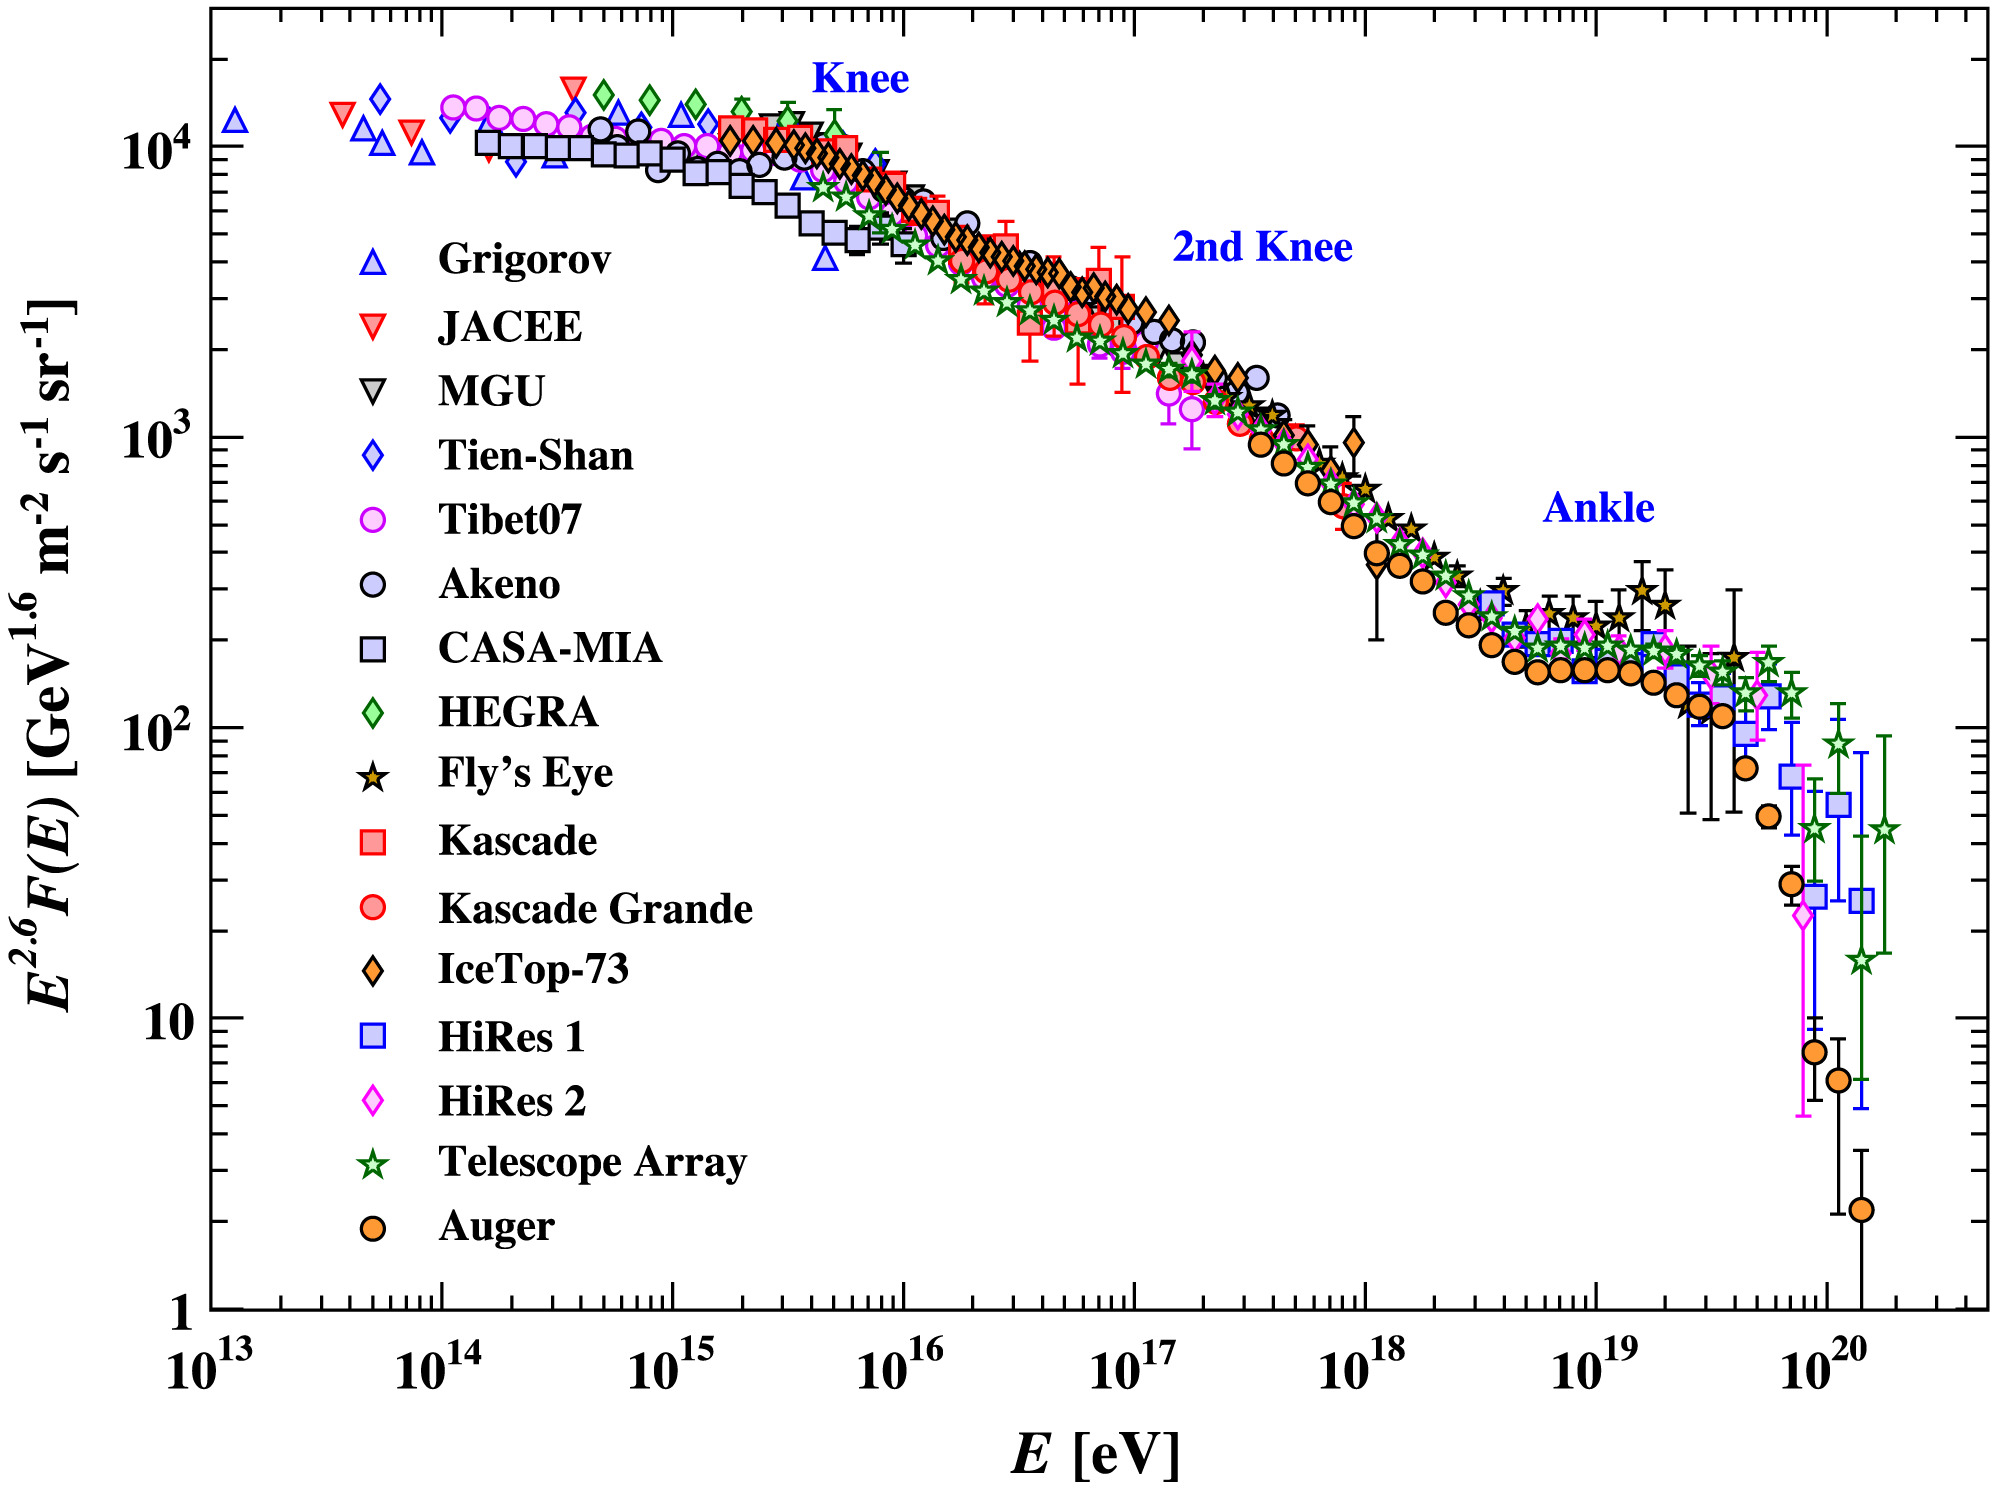 Knee
2nd Knee
Ankle
E^2.6 F(E) [GeV^1.6 m^-2 s^-1 sr^-1]
10^4
10^3
10^2
10
1
Grigorov
JACEE
MGU
Tien-Shan
Tibet07
Akeno
CASA-MIA
HEGRA
Fly's Eye
Kascade
Kascade Grande
IceTop-73
HiRes 1
HiRes 2
Telescope Array
Auger
10^13 10^14 10^15 10^16 10^17 10^18 10^19 10^20
E [eV]